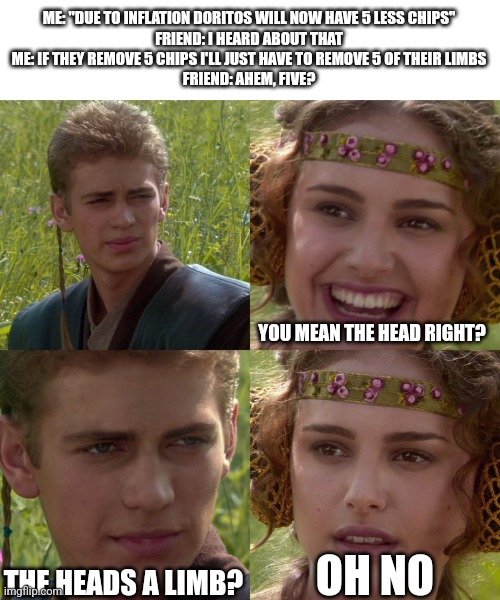 ME: "DUE TO INFLATION DORITOS WILL NOW HAVE 5 LESS CHIPS"
FRIEND: I HEARD ABOUT THAT
ME: IF THEY REMOVE 5 CHIPS I'LL JUST HAVE TO REMOVE 5 OF THEIR LIMBS
FRIEND: AHEM, FIVE?
YOU MEAN THE HEAD RIGHT?
THE HEADS A LIMB?
OH NO
imgflip.com